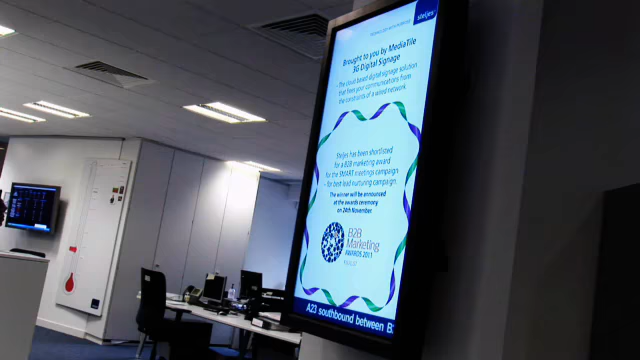 steljes
Brought to you by MediaTile
3G Digital Signage
- The cloud based digital signage solution
that frees your communications from
the constraints of a wired network
Steljes has been shortlisted
for a B2B marketing award
for the SMART meetings campaign
- for best lead nurturing campaign.
The winner will be announced
at the awards ceremony
on 24th November
B2B
Marketing
AWARDS 2011
A23 southbound between B